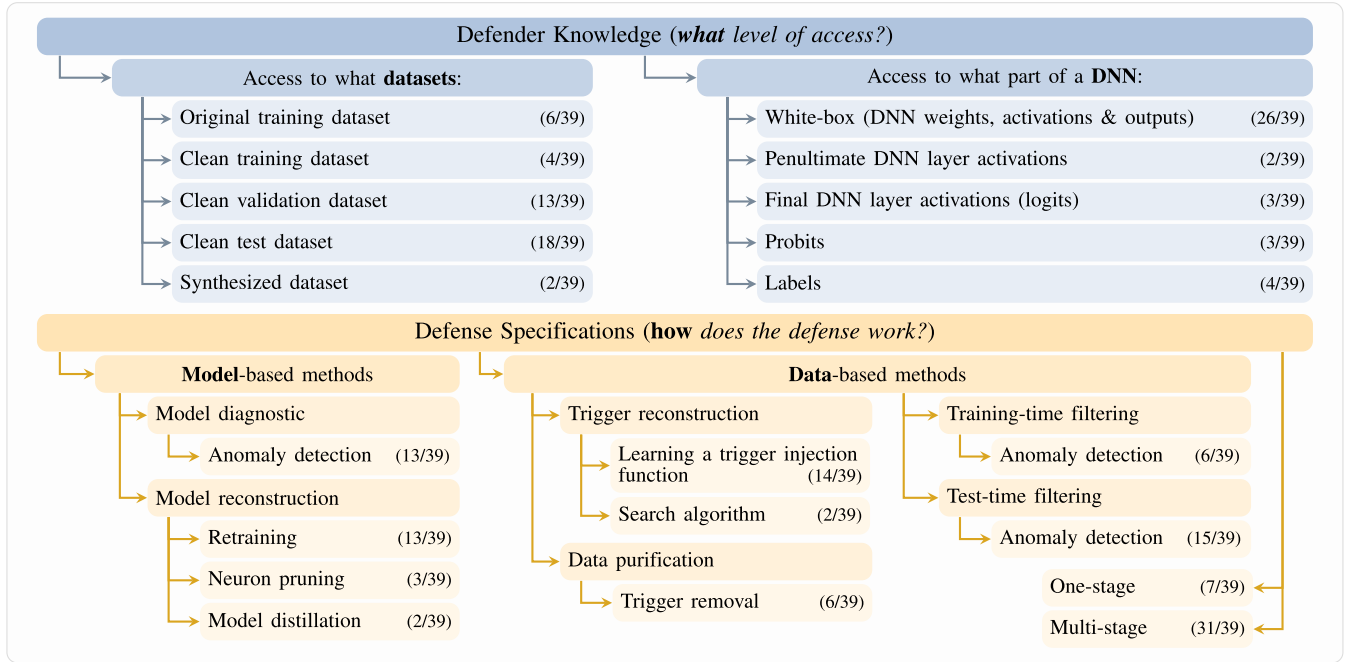 Defender Knowledge (what level of access?)
Access to what datasets:
Original training dataset (6/39)
Clean training dataset (4/39)
Clean validation dataset (13/39)
Clean test dataset (18/39)
Synthesized dataset (2/39)
Access to what part of a DNN:
White-box (DNN weights, activations & outputs) (26/39)
Penultimate DNN layer activations (2/39)
Final DNN layer activations (logits) (3/39)
Probits (3/39)
Labels (4/39)
Defense Specifications (how does the defense work?)
Model-based methods
Model diagnostic
Anomaly detection (13/39)
Model reconstruction
Retraining (13/39)
Neuron pruning (3/39)
Model distillation (2/39)
Data-based methods
Trigger reconstruction
Learning a trigger injection
function (14/39)
Search algorithm (2/39)
Data purification
Trigger removal (6/39)
Training-time filtering
Anomaly detection (6/39)
Test-time filtering
Anomaly detection (15/39)
One-stage (7/39)
Multi-stage (31/39)